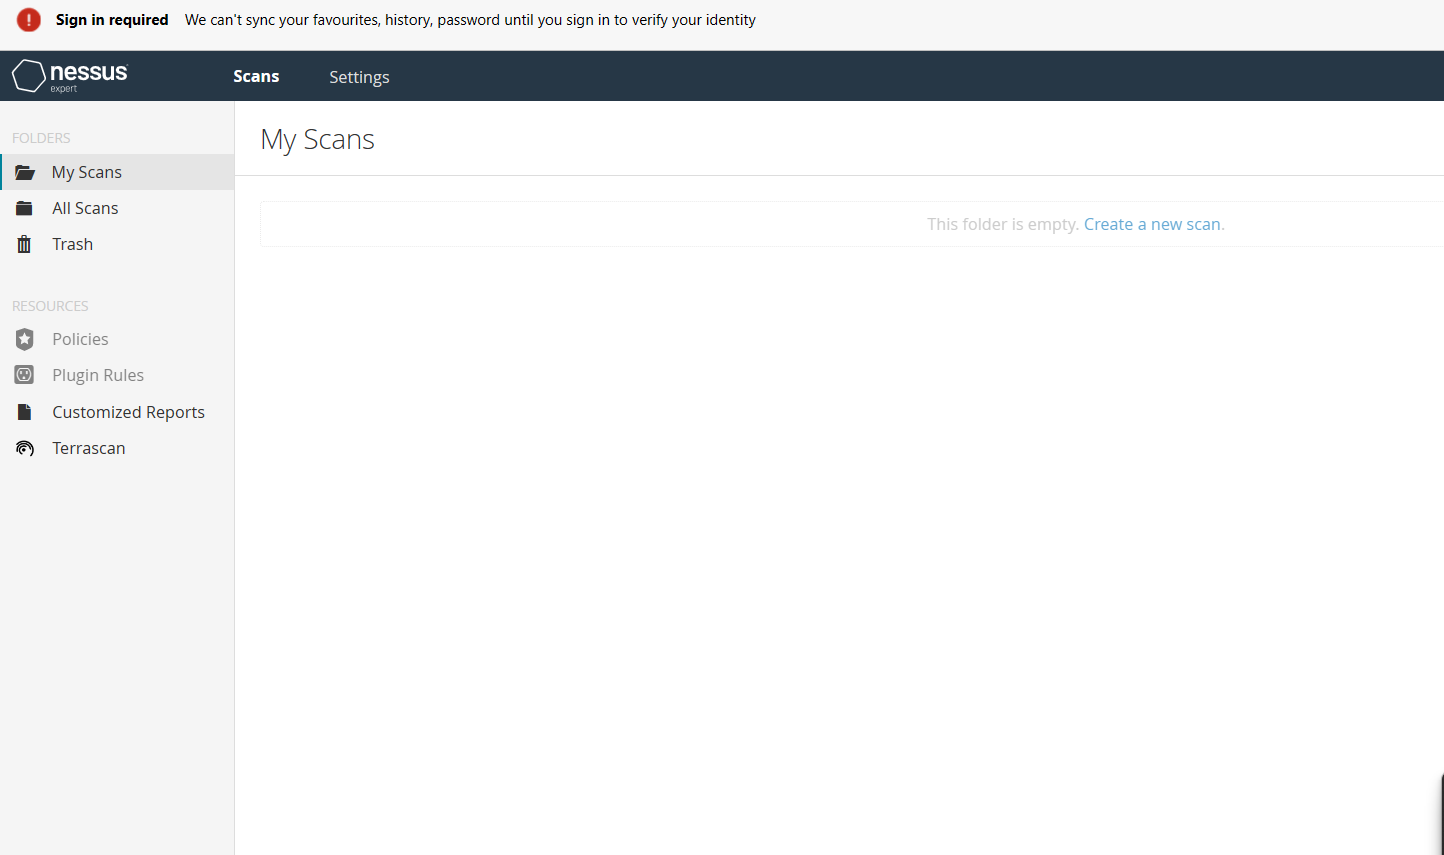 Sign in required We can't sync your favourites, history, password until you sign in to verify your identity
nessus
expert
Scans Settings
FOLDERS
My Scans
All Scans
Trash
RESOURCES
Policies
Plugin Rules
Customized Reports
Terrascan
My Scans
This folder is empty. Create a new scan.